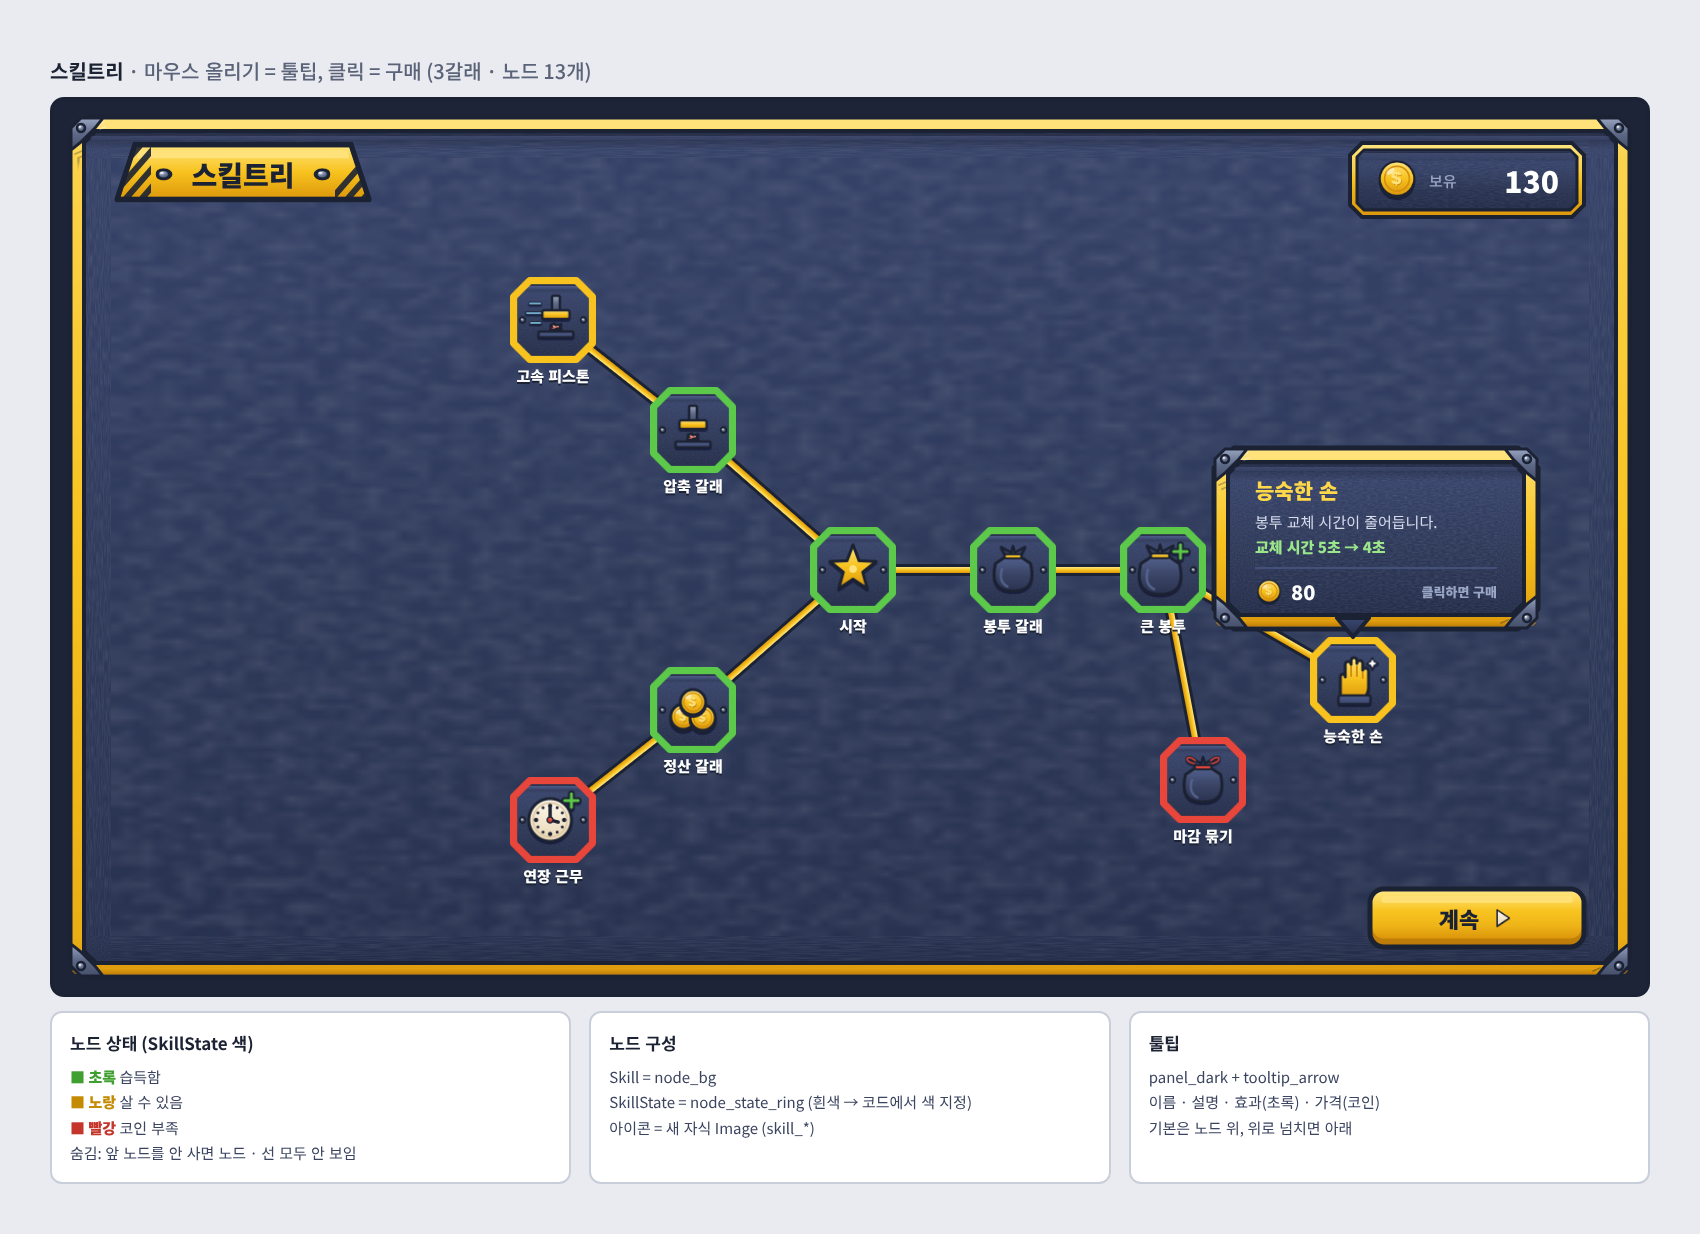 스킬트리 · 마우스 올리기 = 툴팁, 클릭 = 구매 (3갈래 · 노드 13개)
스킬트리
보유 130
고속 피스톤
압축 갈래
능숙한 손
봉투 교체 시간이 줄어듭니다.
교체 시간 5초 → 4초
80 클릭하면 구매
시작
봉투 갈래
큰 봉투
능숙한 손
정산 갈래
마감 묶기
연장 근무
계속
노드 상태 (SkillState 색)
초록 습득함
노랑 살 수 있음
빨강 코인 부족
숨김: 앞 노드를 안 사면 노드 · 선 모두 안 보임
노드 구성
Skill = node_bg
SkillState = node_state_ring (흰색 → 코드에서 색 지정)
아이콘 = 새 자식 Image (skill_*)
툴팁
panel_dark + tooltip_arrow
이름 · 설명 · 효과(초록) · 가격(코인)
기본은 노드 위, 위로 넘치면 아래